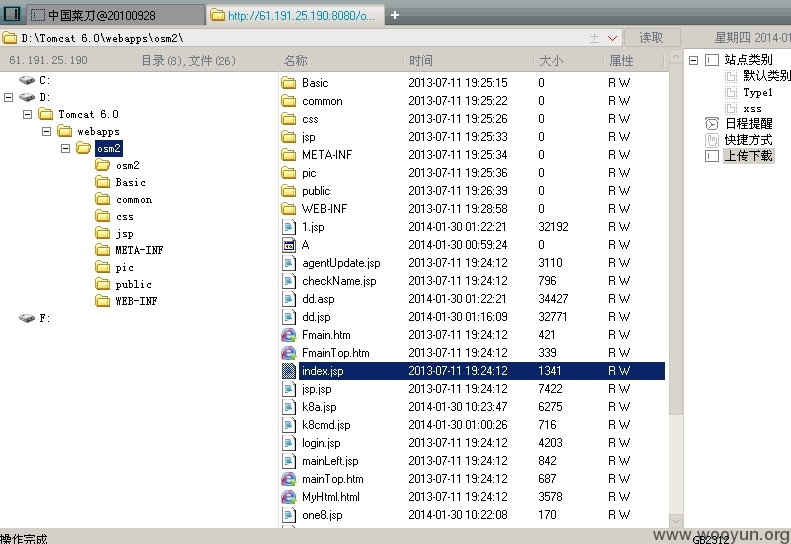 中国菜刀@20100928
http://61.191.25.190:8080/o...
+
D:\Tomcat 6.0\webapps\osm2\
读取
星期四 2014-01
61.191.25.190
目录(8),文件(26)
名称 时间 大小 属性
C:
D:
Tomcat 6.0
webapps
osm2
osm2
Basic
common
css
jsp
META-INF
pic
public
WEB-INF
F:
Basic 2013-07-11 19:25:15 0 R W
common 2013-07-11 19:25:22 0 R W
css 2013-07-11 19:25:26 0 R W
jsp 2013-07-11 19:25:33 0 R W
META-INF 2013-07-11 19:25:34 0 R W
pic 2013-07-11 19:25:36 0 R W
public 2013-07-11 19:26:39 0 R W
WEB-INF 2013-07-11 19:28:58 0 R W
1.jsp 2014-01-30 01:22:21 32192 R W
A 2014-01-30 00:59:24 0 R W
agentUpdate.jsp 2013-07-11 19:24:12 3110 R W
checkName.jsp 2013-07-11 19:24:12 796 R W
dd.asp 2014-01-30 01:22:21 34427 R W
dd.jsp 2014-01-30 01:16:09 32771 R W
Fmain.htm 2013-07-11 19:24:12 421 R W
FmainTop.htm 2013-07-11 19:24:12 339 R W
index.jsp 2013-07-11 19:24:12 1341 R W
jsp.jsp 2013-07-11 19:24:12 7422 R W
k8a.jsp 2014-01-30 10:23:47 6275 R W
k8cmd.jsp 2014-01-30 01:00:26 716 R W
login.jsp 2013-07-11 19:24:12 4203 R W
mainLeft.jsp 2013-07-11 19:24:12 842 R W
mainTop.htm 2013-07-11 19:24:12 687 R W
MyHtml.html 2013-07-11 19:24:12 3578 R W
one8.jsp 2014-01-30 10:22:08 170 R W
站点类别
默认类别
Type1
xss
日程提醒
快捷方式
上传下载
操作完成
GB2312
www.wooyun.org